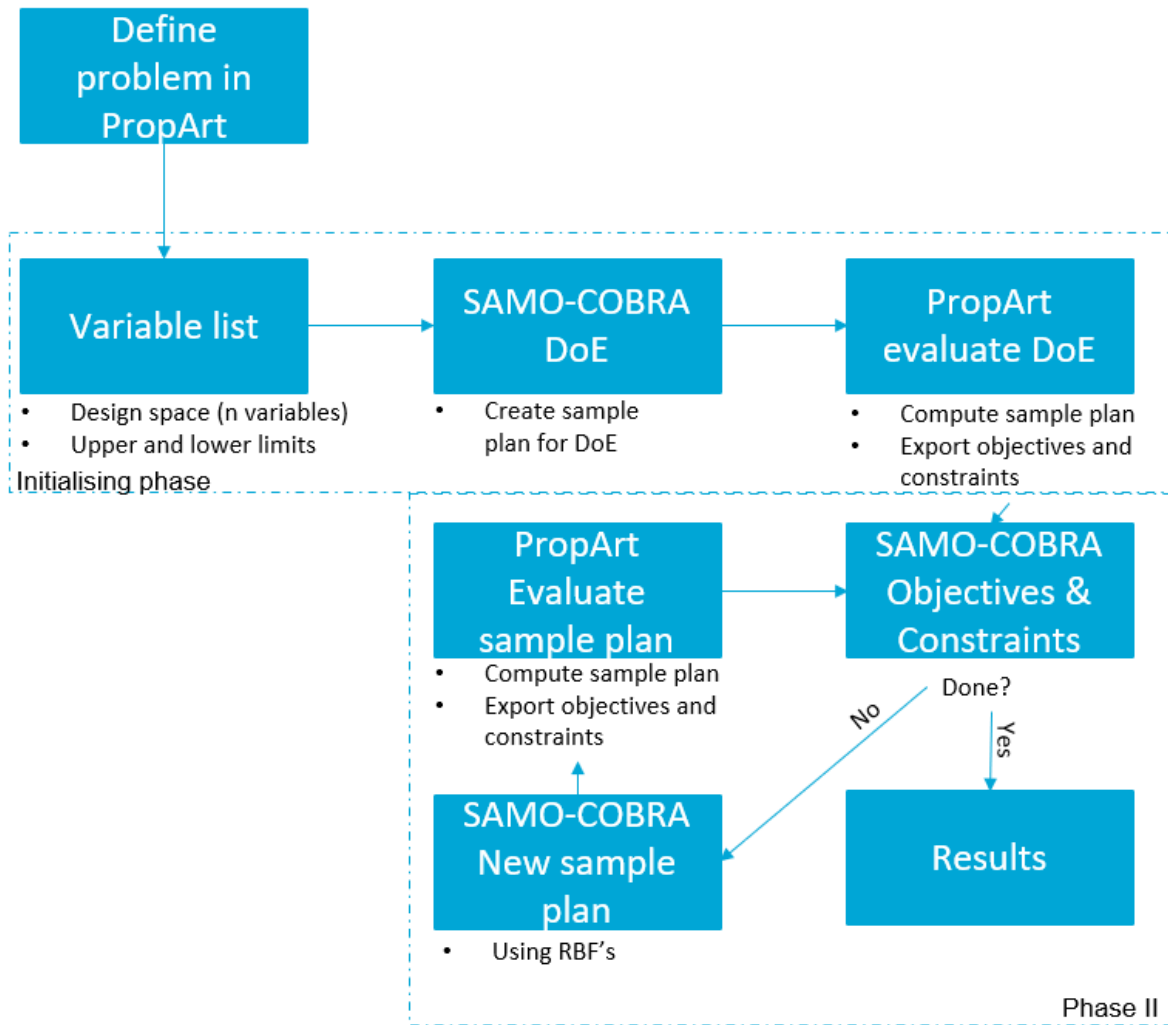 Define
problem in
PropArt
Variable list
• Design space (n variables)
• Upper and lower limits
SAMO-COBRA
DoE
• Create sample
plan for DoE
PropArt
evaluate DoE
• Compute sample plan
• Export objectives and
constraints
Initialising phase
PropArt
Evaluate
sample plan
• Compute sample plan
• Export objectives and
constraints
SAMO-COBRA
Objectives &
Constraints
Done?
No
Yes
SAMO-COBRA
New sample
plan
• Using RBF's
Results
Phase II